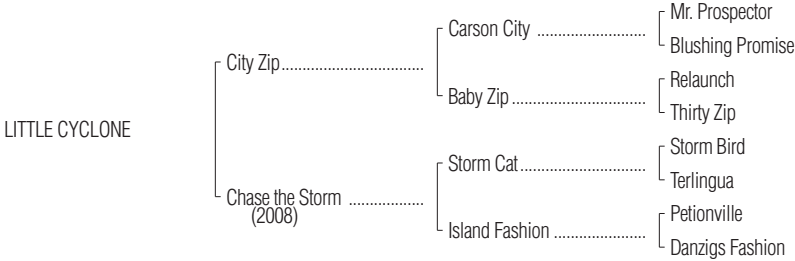 Mr. Prospector
Carson City ........................
Blushing Promise
City Zip................................
Relaunch
Baby Zip..............................
Thirty Zip
LITTLE CYCLONE
Storm Bird
Storm Cat............................
Terlingua
Chase the Storm .................
(2008)
Petionville
Island Fashion .....................
Danzigs Fashion